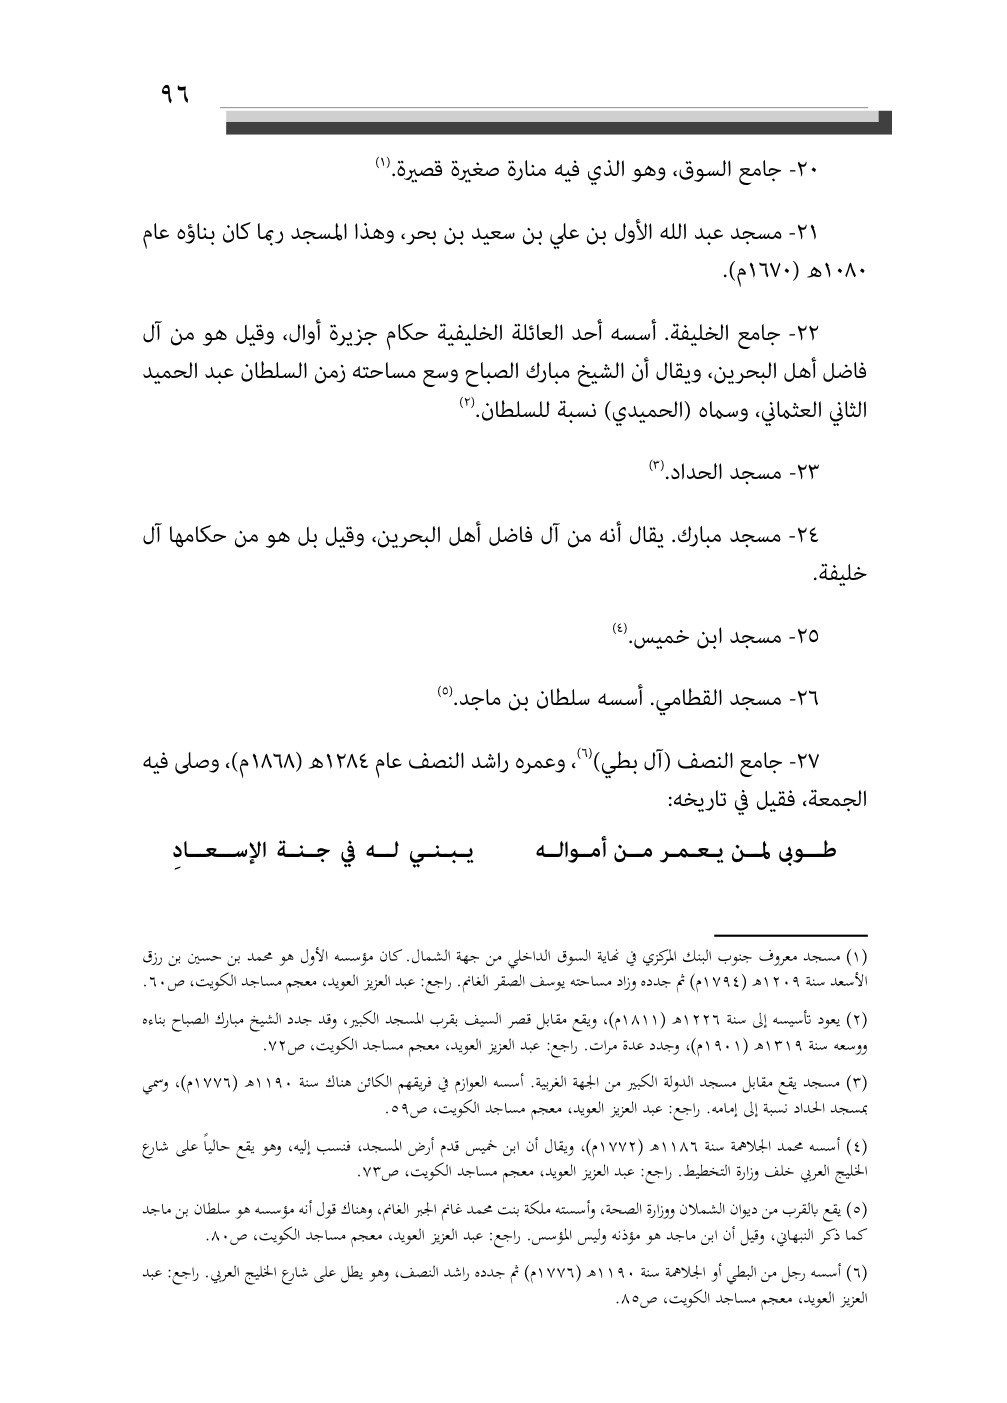 ٩٦
٢٠- جامع السوق، وهو الذي فيه منارة صغيرة قصيرة.(١)
٢١- مسجد عبد الله الأول بن علي بن سعيد بن بحر، وهذا المسجد ربما كان بناؤه عام
١٠٨٠هـ (١٦٧٠م).
٢٢- جامع الخليفة. أسسه أحد العائلة الخليفية حكام جزيرة أوال، وقيل هو من آل
فاضل أهل البحرين، ويقال أن الشيخ مبارك الصباح وسع مساحته زمن السلطان عبد الحميد
الثاني العثماني، وسماه (الحميدي) نسبة للسلطان.(٢)
٢٣- مسجد الحداد.(٣)
٢٤- مسجد مبارك. يقال أنه من آل فاضل أهل البحرين، وقيل بل هو من حكامها آل
خليفة.
٢٥- مسجد ابن خميس.(٤)
٢٦- مسجد القطامي. أسسه سلطان بن ماجد.(٥)
٢٧- جامع النصف (آل بطي)(٦)، وعمره راشد النصف عام ١٢٨٤هـ (١٨٦٨م)، وصلى فيه
الجمعة، فقيل في تاريخه:
طــوبى لمــن يـعـمـر مــن أمـوالـه يـبـنـي لــه في جـنـة الإســعــادِ
(١) مسجد معروف جنوب البنك المركزي في نهاية السوق الداخلي من جهة الشمال. كان مؤسسه الأول هو محمد بن حسين بن رزق
الأسعد سنة ١٢٠٩هـ (١٧٩٤م) ثم جدده وزاد مساحته يوسف الصقر الغانم. راجع: عبد العزيز العويد، معجم مساجد الكويت، ص٦٠.
(٢) يعود تأسيسه إلى سنة ١٢٢٦هـ (١٨١١م)، ويقع مقابل قصر السيف بقرب المسجد الكبير، وقد جدد الشيخ مبارك الصباح بناءه
ووسعه سنة ١٣١٩هـ (١٩٠١م)، وجدد عدة مرات. راجع: عبد العزيز العويد، معجم مساجد الكويت، ص٧٢.
(٣) مسجد يقع مقابل مسجد الدولة الكبير من الجهة الغربية. أسسه العوازم في فريقهم الكائن هناك سنة ١١٩٠هـ (١٧٧٦م)، وسمي
بمسجد الحداد نسبة إلى إمامه. راجع: عبد العزيز العويد، معجم مساجد الكويت، ص٥٩.
(٤) أسسه محمد الجلاهمة سنة ١١٨٦هـ (١٧٧٢م)، ويقال أن ابن خميس قدم أرض المسجد، فنسب إليه، وهو يقع حالياً على شارع
الخليج العربي خلف وزارة التخطيط. راجع: عبد العزيز العويد، معجم مساجد الكويت، ص٧٣.
(٥) يقع بالقرب من ديوان الشملان ووزارة الصحة، وأسسته ملكة بنت محمد غانم الجبر الغانم، وهناك قول أنه مؤسسه هو سلطان بن ماجد
كما ذكر النبهاني، وقيل أن ابن ماجد هو مؤذنه وليس المؤسس. راجع: عبد العزيز العويد، معجم مساجد الكويت، ص٨٠.
(٦) أسسه رجل من البطي أو الجلاهمة سنة ١١٩٠هـ (١٧٧٦م) ثم جدده راشد النصف، وهو يطل على شارع الخليج العربي. راجع: عبد
العزيز العويد، معجم مساجد الكويت، ص٨٥.